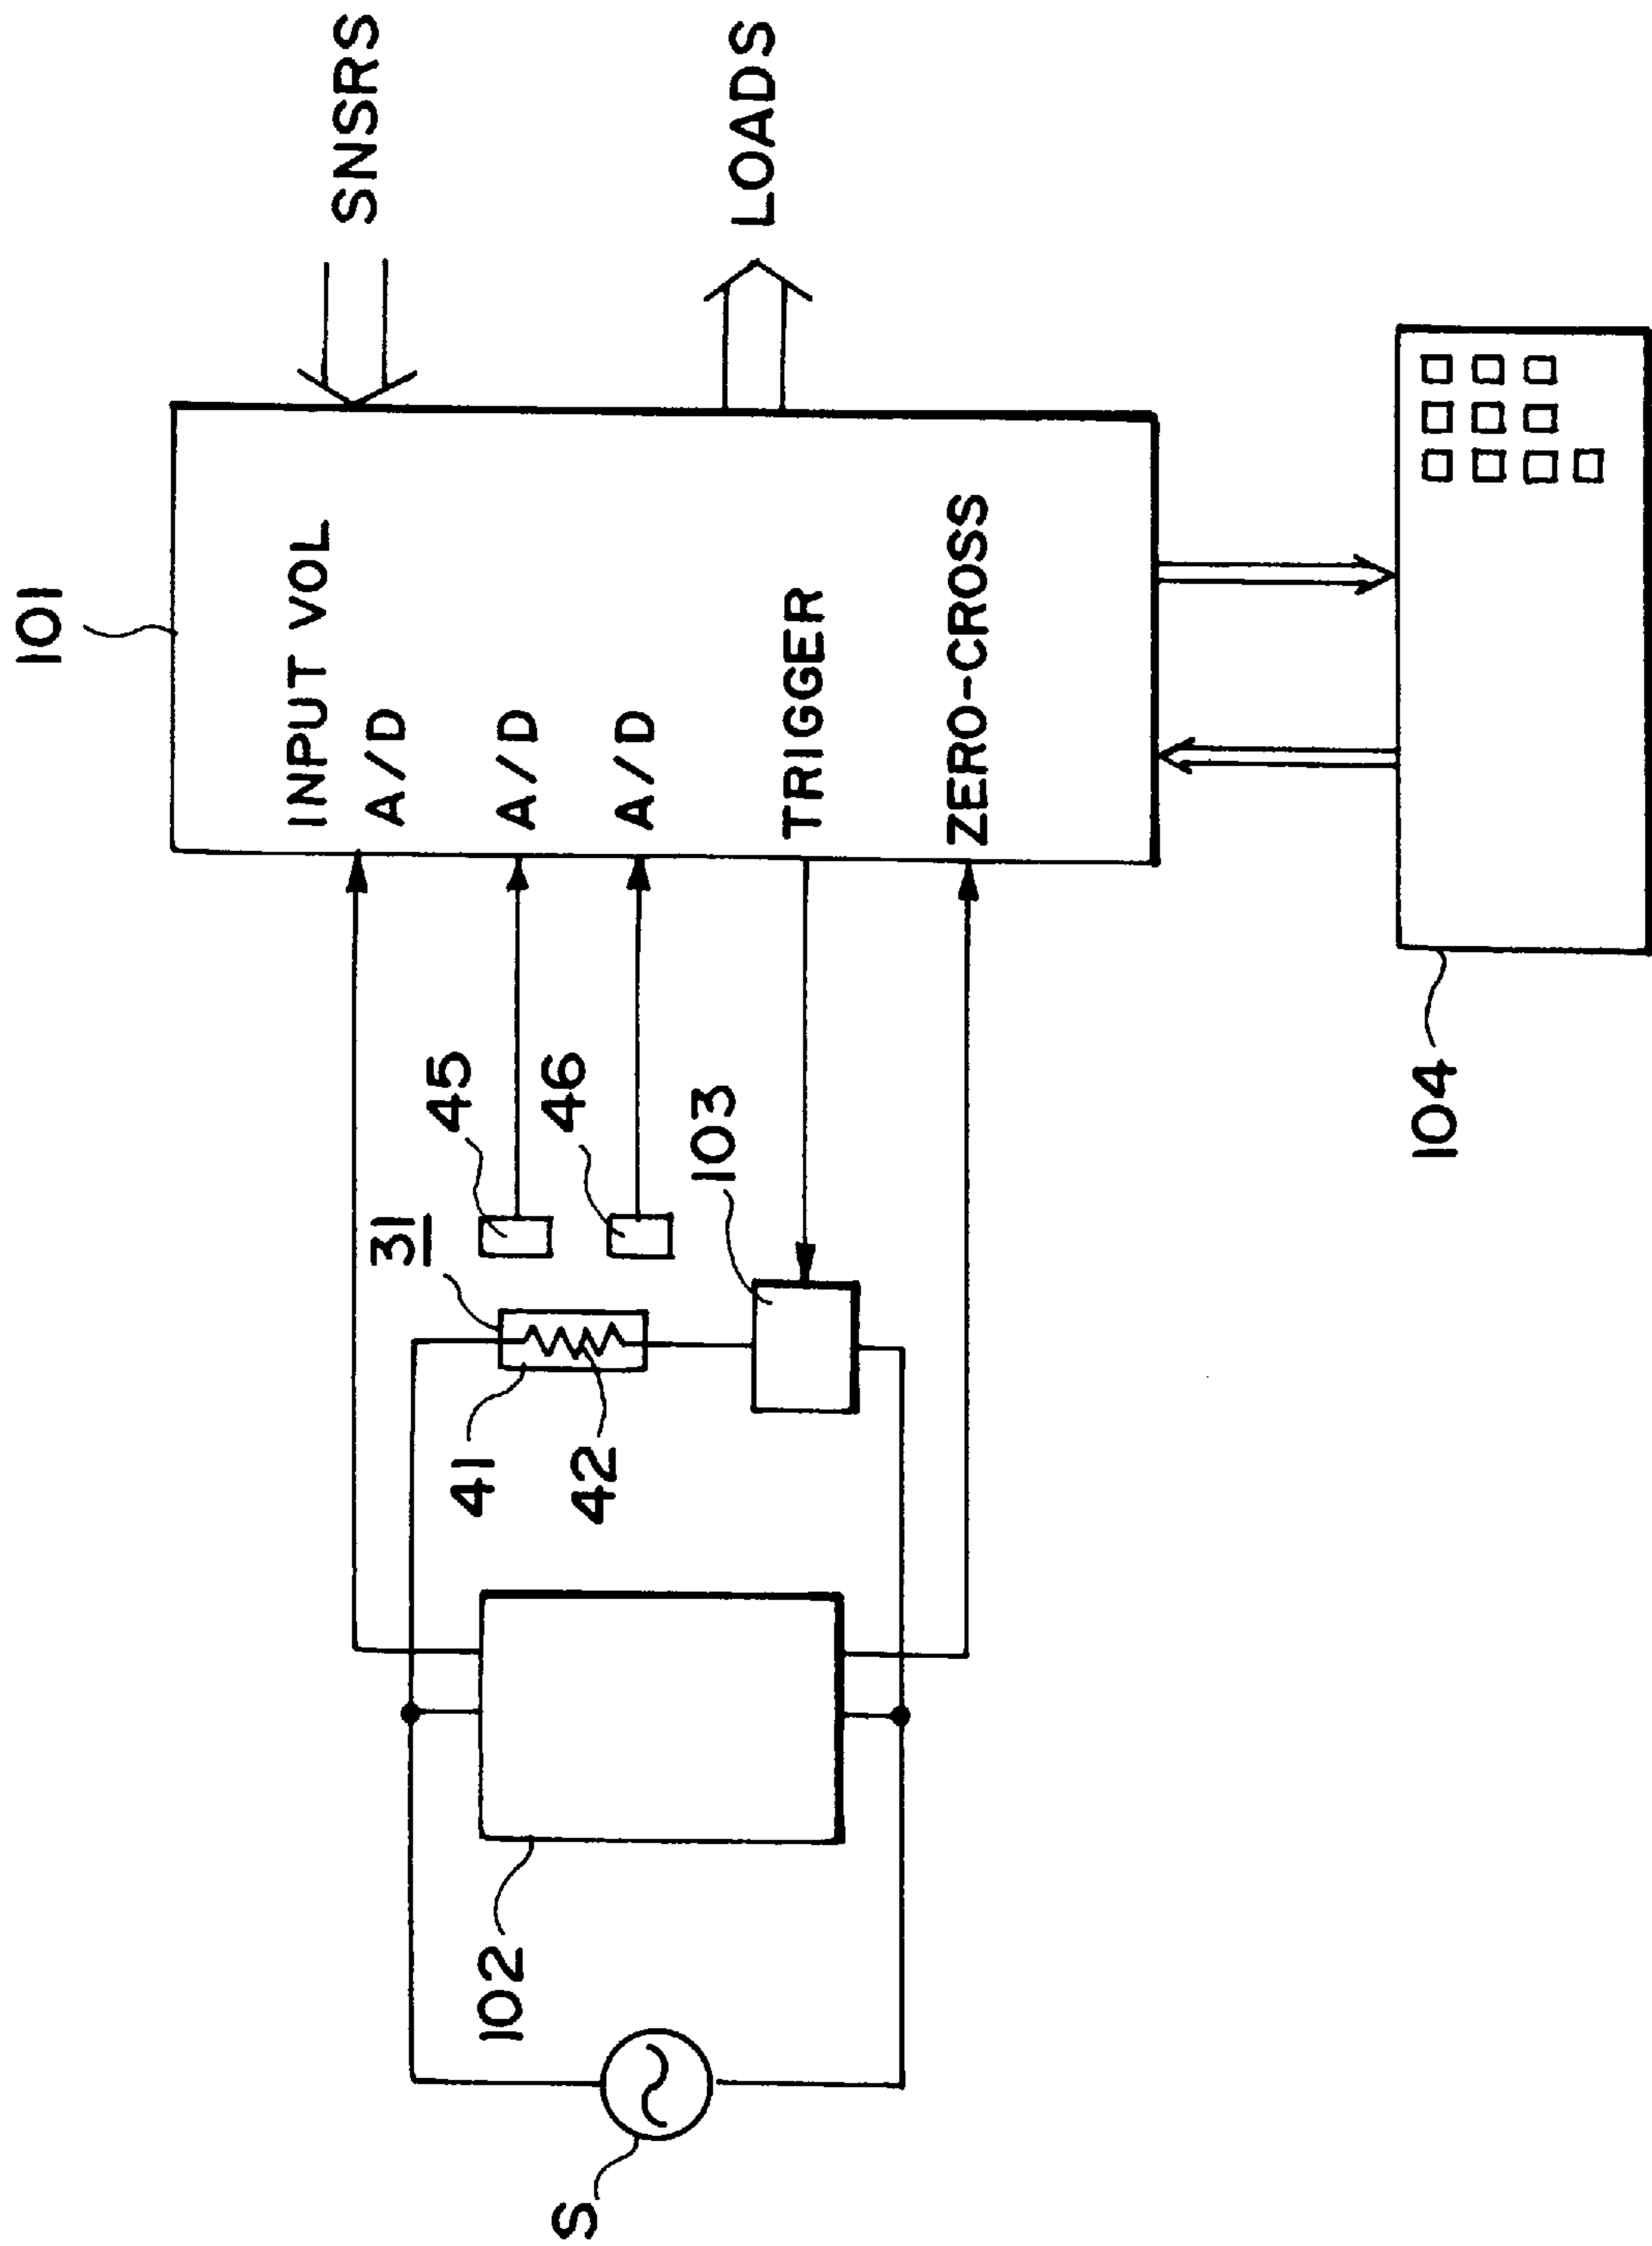 101
SNSRS
INPUT VOL
A/D
31
45
A/D
41
46
A/D
42
102
S
103
TRIGGER
LOADS
ZERO-CROSS
104